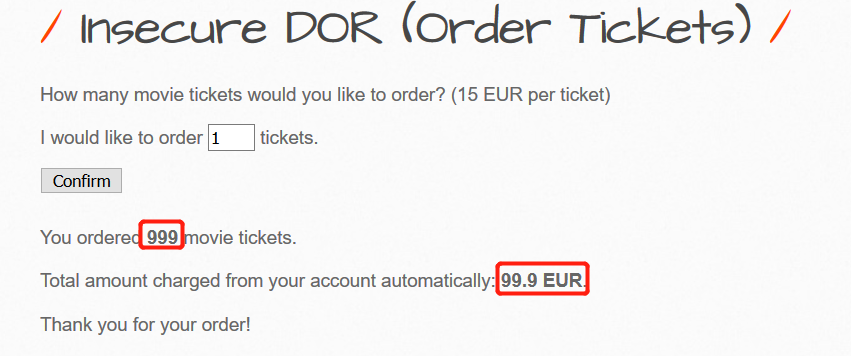 / Insecure DOR (Order Tickets) /
How many movie tickets would you like to order? (15 EUR per ticket)
I would like to order 1 tickets.
Confirm
You ordered 999 movie tickets.
Total amount charged from your account automatically: 99.9 EUR.
Thank you for your order!